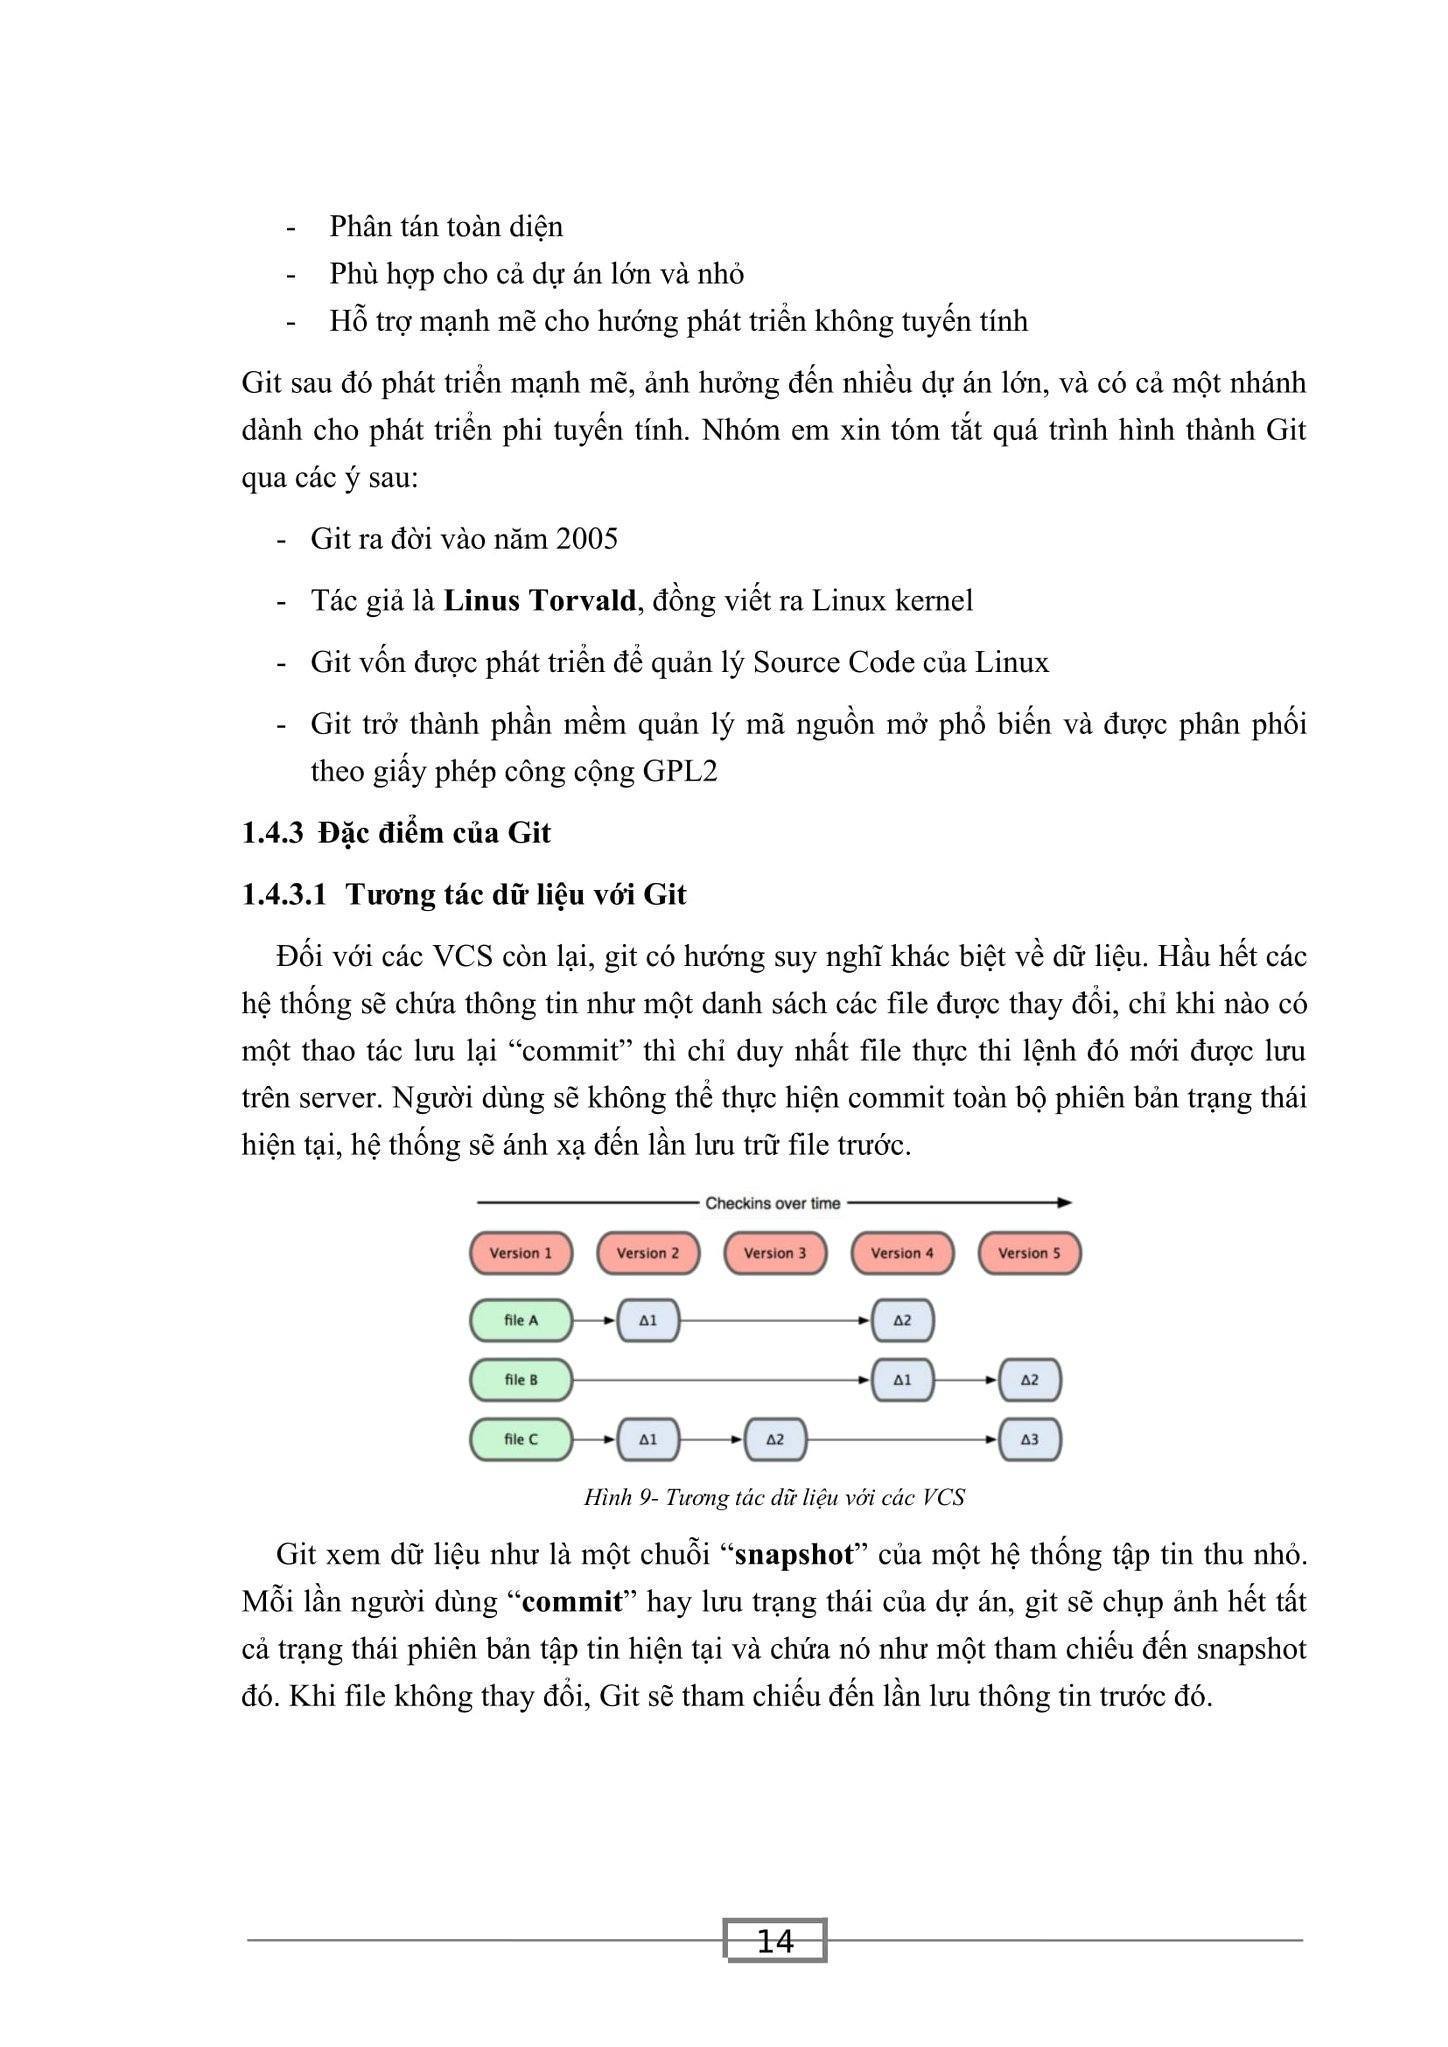 - Phân tán toàn diện
- Phù hợp cho cả dự án lớn và nhỏ
- Hỗ trợ mạnh mẽ cho hướng phát triển không tuyến tính
Git sau đó phát triển mạnh mẽ, ảnh hưởng đến nhiều dự án lớn, và có cả một nhánh
dành cho phát triển phi tuyến tính. Nhóm em xin tóm tắt quá trình hình thành Git
qua các ý sau:
- Git ra đời vào năm 2005
- Tác giả là Linus Torvald, đồng viết ra Linux kernel
- Git vốn được phát triển để quản lý Source Code của Linux
- Git trở thành phần mềm quản lý mã nguồn mở phổ biến và được phân phối
theo giấy phép công cộng GPL2
1.4.3 Đặc điểm của Git
1.4.3.1 Tương tác dữ liệu với Git
Đối với các VCS còn lại, git có hướng suy nghĩ khác biệt về dữ liệu. Hầu hết các
hệ thống sẽ chứa thông tin như một danh sách các file được thay đổi, chỉ khi nào có
một thao tác lưu lại “commit” thì chỉ duy nhất file thực thi lệnh đó mới được lưu
trên server. Người dùng sẽ không thể thực hiện commit toàn bộ phiên bản trạng thái
hiện tại, hệ thống sẽ ánh xạ đến lần lưu trữ file trước.
Checkins over time
Version 1 Version 2 Version 3 Version 4 Version 5
file A Δ1 Δ2
file B Δ1 Δ2
file C Δ1 Δ2 Δ3
Hình 9- Tương tác dữ liệu với các VCS
Git xem dữ liệu như là một chuỗi “snapshot” của một hệ thống tập tin thu nhỏ.
Mỗi lần người dùng “commit” hay lưu trạng thái của dự án, git sẽ chụp ảnh hết tất
cả trạng thái phiên bản tập tin hiện tại và chứa nó như một tham chiếu đến snapshot
đó. Khi file không thay đổi, Git sẽ tham chiếu đến lần lưu thông tin trước đó.
14